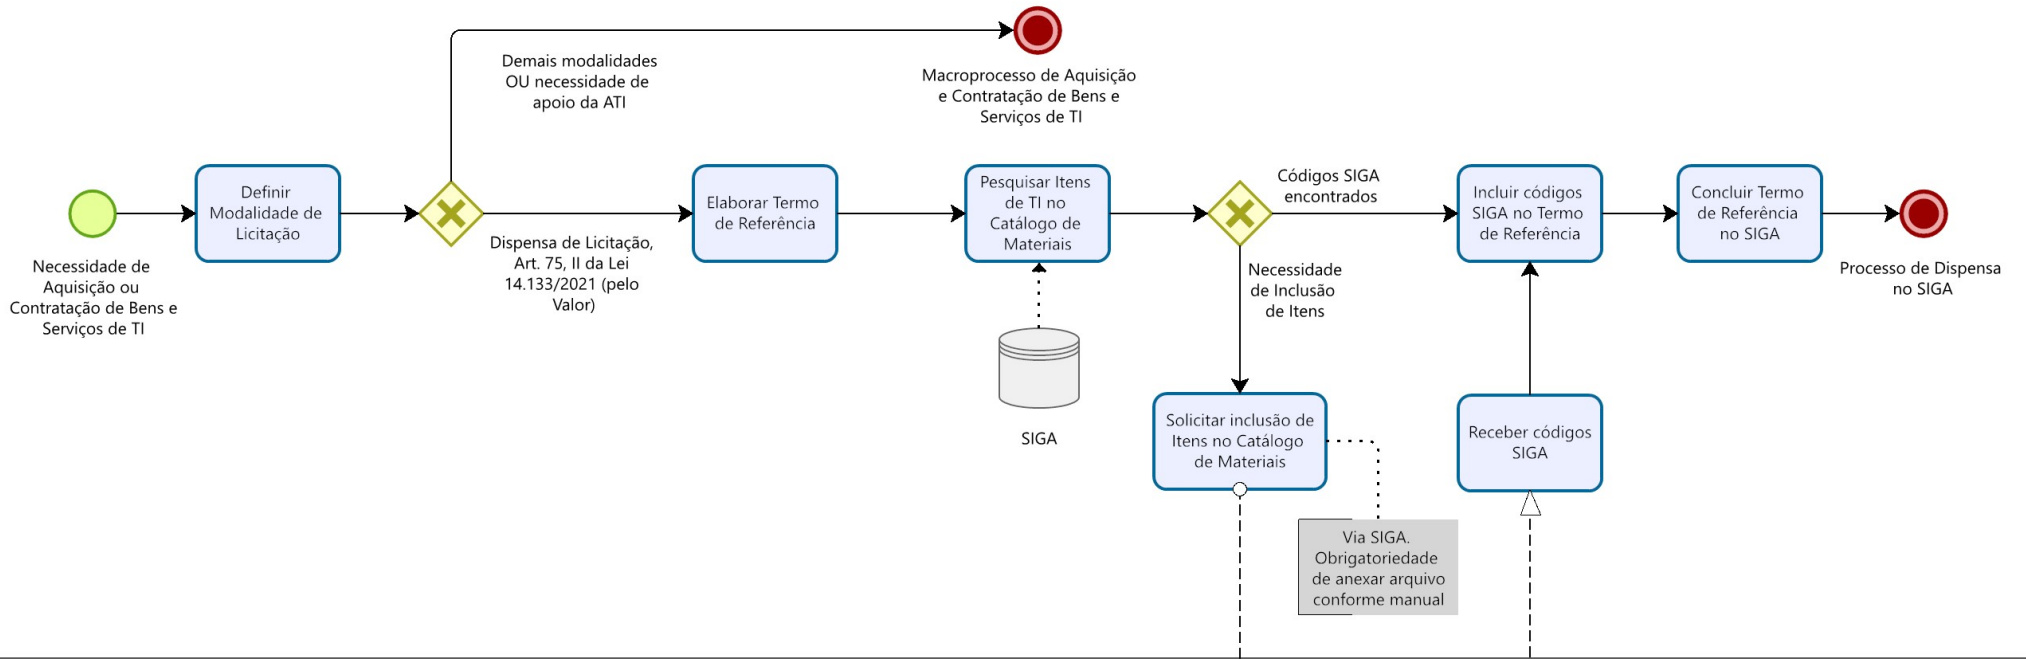 Demais modalidades
OU necessidade de
apoio da ATI
Macroprocesso de Aquisição
e Contratação de Bens e
Serviços de TI
Necessidade de
Aquisição ou
Contratação de Bens e
Serviços de TI
Definir
Modalidade de
Licitação
Dispensa de Licitação,
Art. 75, II da Lei
14.133/2021 (pelo
Valor)
Elaborar Termo
de Referência
Pesquisar Itens
de TI no
Catálogo de
Materiais
SIGA
Códigos SIGA
encontrados
Necessidade
de Inclusão
de Itens
Solicitar inclusão de
Itens no Catálogo
de Materiais
Via SIGA.
Obrigatoriedade
de anexar arquivo
conforme manual
Receber códigos
SIGA
Incluir códigos
SIGA no Termo
de Referência
Concluir Termo
de Referência
no SIGA
Processo de Dispensa
no SIGA